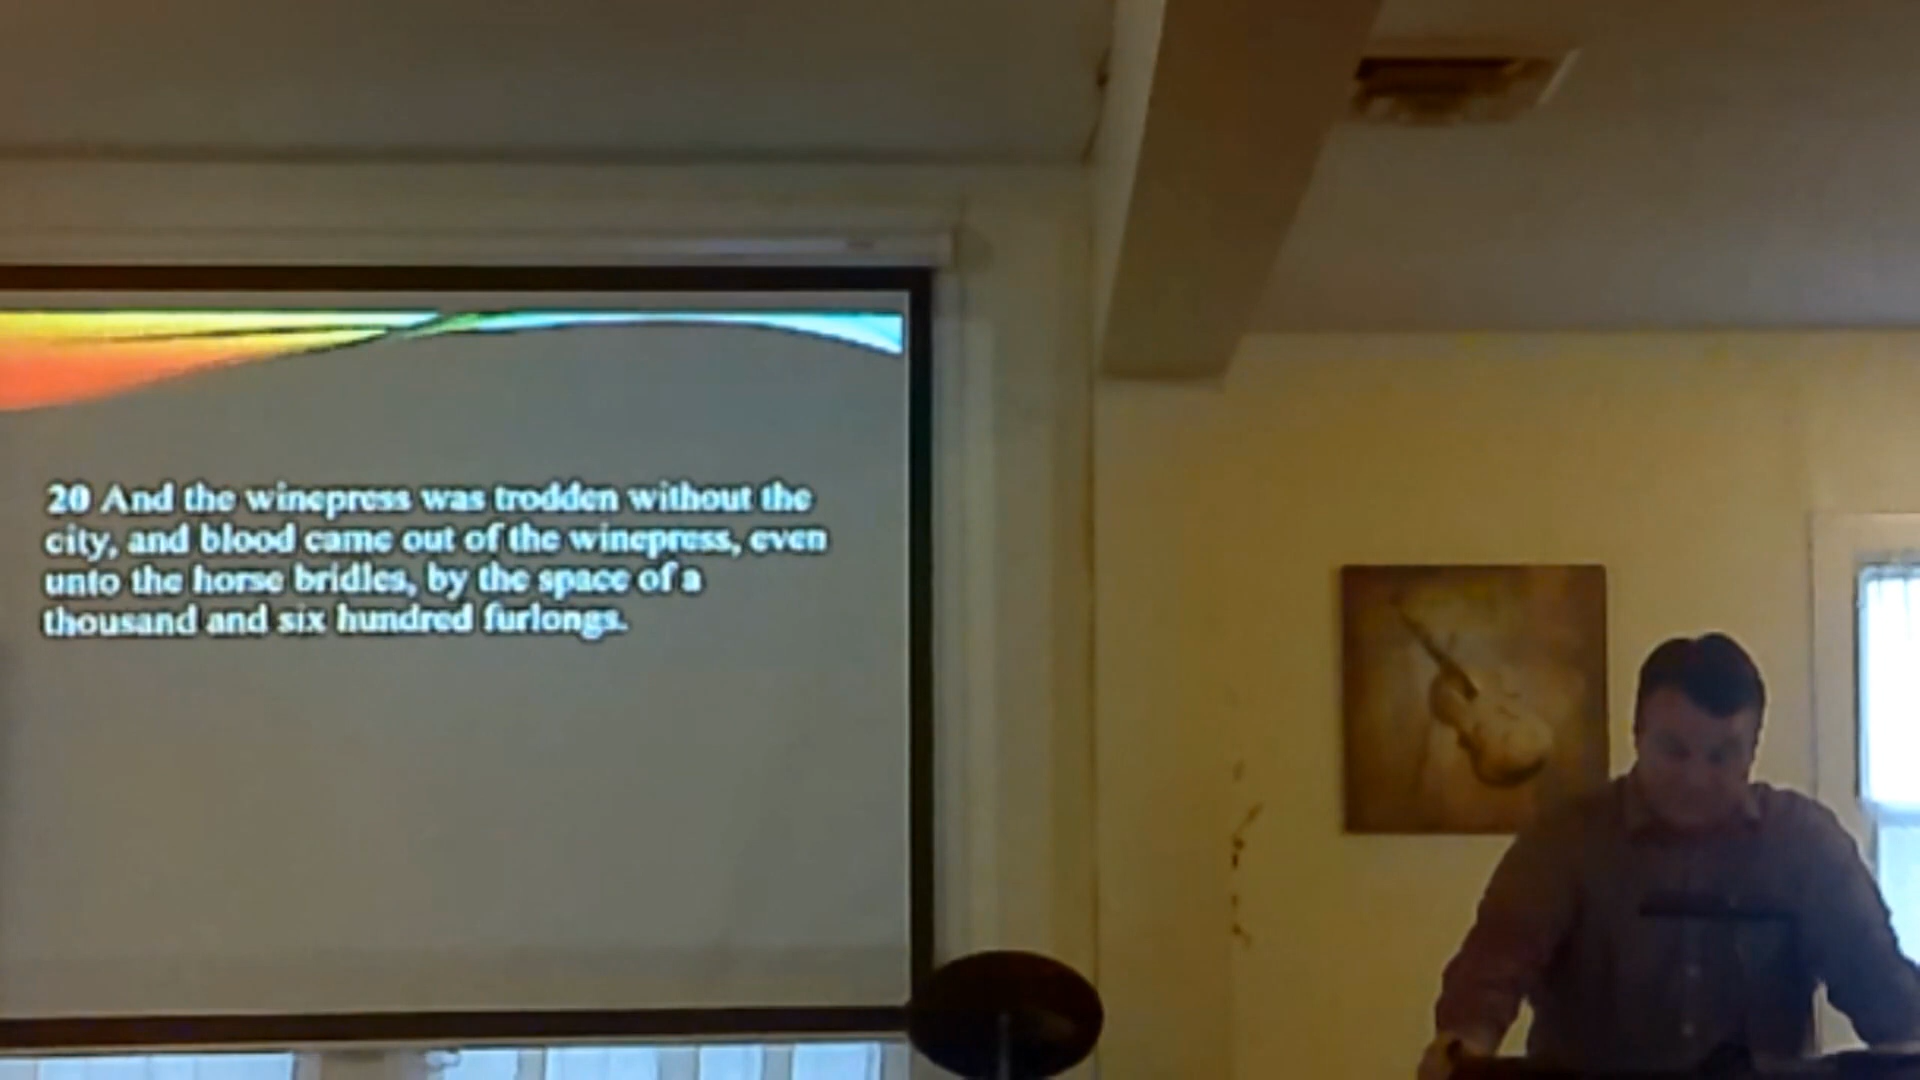 20 And the winepress was trodden without the
city, and blood came out of the winepress, even
unto the horse bridles, by the space of a
thousand and six hundred furlongs.